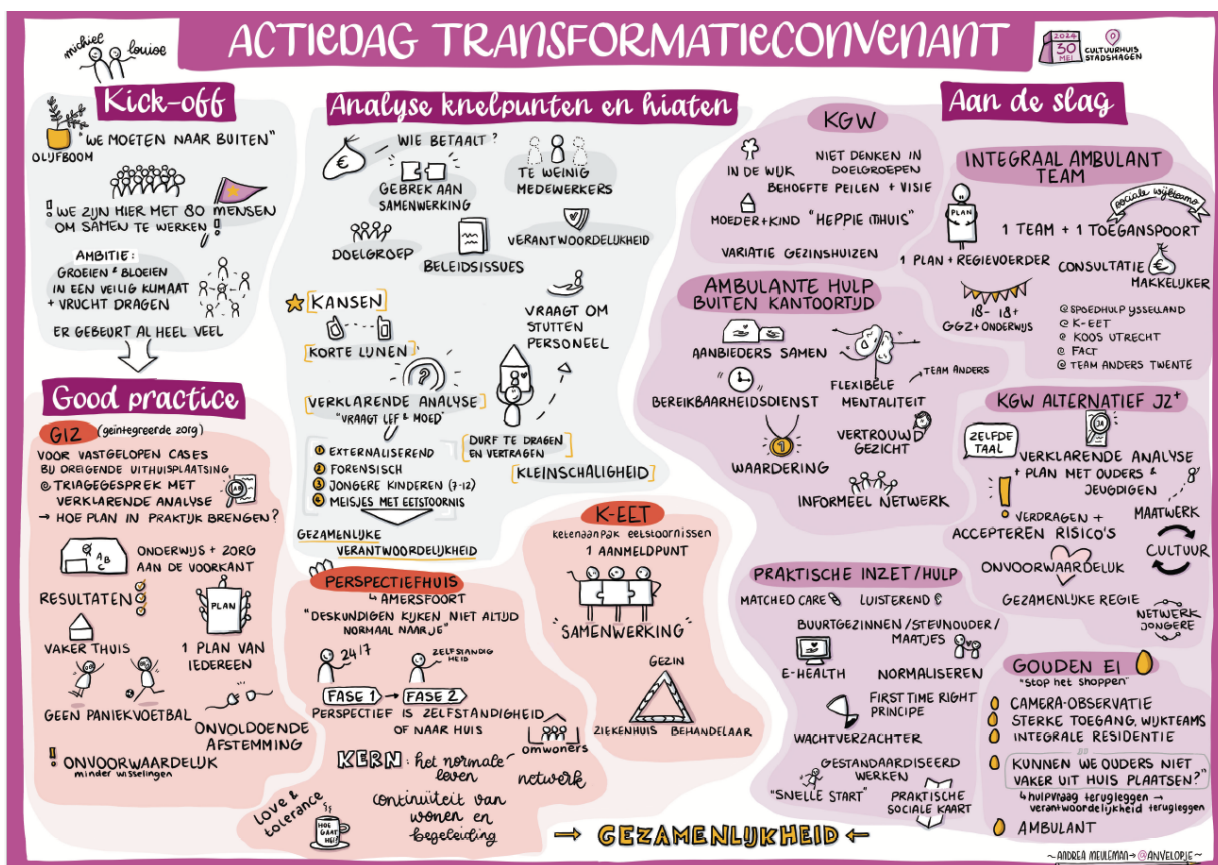 michiel
louise
ACTIEDAG TRANSFORMATIECONVENANT
2024
30
MEI
CULTUURHUIS
STADSHAGEN
Kick-off
OLIJFBOOM
"WE MOETEN NAAR BUITEN"
! WE ZIJN HIER MET 80 MENSEN
OM SAMEN TE WERKEN !
AMBITIE:
GROEIEN & BLOEIEN
IN EEN VEILIG KLIMAAT
+ VRUCHT DRAGEN
ER GEBEURT AL HEEL VEEL
Good practice
GIZ (geintegreerde zorg)
VOOR VASTGELOPEN CASES
BIJ DREIGENDE UITHUISPLAATSING
@ TRIAGEGESPREK MET
VERKLARENDE ANALYSE
→ HOE PLAN IN PRAKTIJK BRENGEN?
A B
C
ONDERWIJS + ZORG
AAN DE VOORKANT
RESULTATEN
PLAN
VAKER THUIS
1 PLAN VAN
IEDEREEN
GEEN PANIEKVOETBAL
ONVOLDOENDE
AFSTEMMING
! ONVOORWAARDELIJK
minder wisselingen
Analyse knelpunten en hiaten
€
WIE BETAALT?
GEBREK AAN
SAMENWERKING
TE WEINIG
MEDEWERKERS
DOELGROEP
BELEIDSISSUES
VERANTWOORDELIJKHEID
KANSEN
KORTE LIJNEN
?
VERKLARENDE ANALYSE
"VRAAGT LEF & MOED"
VRAAGT OM
STUTTEN
PERSONEEL
DURF TE DRAGEN
EN VERTRAGEN
KLEINSCHALIGHEID
1 EXTERNALISEREND
2 FORENSISCH
3 JONGERE KINDEREN (7-12)
4 MEISJES MET EETSTOORNIS
GEZAMENLIJKE
VERANTWOORDELIJKHEID
PERSPECTIEFHUIS
↳ AMERSFOORT
"DESKUNDIGEN KIJKEN NIET ALTIJD
NORMAAL NAAR JE"
24/7
ZELFSTANDIG
HEID
FASE 1 → FASE 2
PERSPECTIEF IS ZELFSTANDIGHEID
OF NAAR HUIS
omwoners
KERN: het normale
leven
netwerk
continuïteit van
wonen en
begeleiding
Love &
tolerance
HOE
GAAT
HET?
K-EET
ketenaanpak eetstoornissen
1 AANMELDPUNT
"SAMENWERKING"
GEZIN
ZIEKENHUIS
BEHANDELAAR
→ GEZAMENLIJKHEID ←
Aan de slag
KGW
IN DE WIJK
NIET DENKEN IN
DOELGROEPEN
BEHOEFTE PEILEN + VISIE
MOEDER+KIND "HEPPIE THUIS"
VARIATIE GEZINSHUIZEN
AMBULANTE HULP
BUITEN KANTOORTIJD
AANBIEDERS SAMEN
BEREIKBAARHEIDSDIENST
FLEXIBELE
MENTALITEIT
→ TEAM ANDERS
1
WAARDERING
VERTROUWD
GEZICHT
INFORMEEL NETWERK
PRAKTISCHE INZET/HULP
MATCHED CARE
LUISTEREND
BUURTGEZINNEN/STEUNOUDER/
MAATJES
E-HEALTH
NORMALISEREN
FIRST TIME RIGHT
PRINCIPE
WACHTVERZACHTER
GESTANDAARDISEERD
WERKEN
"SNELLE START"
PRAKTISCHE
SOCIALE KAART
INTEGRAAL AMBULANT
TEAM
sociale wijkteams
PLAN
1 TEAM + 1 TOEGANSPOORT
1 PLAN + REGIEVOERDER
CONSULTATIE
€
MAKKELIJKER
18- 18+
GGZ + ONDERWIJS
@ SPOEDHULP IJSSELLAND
@ K-EET
@ KOOS UTRECHT
@ FACT
@ TEAM ANDERS TWENTE
KGW ALTERNATIEF JZ+
ZELFDE
TAAL
VERKLARENDE ANALYSE
+ PLAN MET OUDERS &
JEUGDIGEN
!
VERDRAGEN +
ACCEPTEREN RISICO'S
MAATWERK
CULTUUR
ONVOORWAARDELIJK
GEZAMENLIJKE REGIE
NETWERK
JONGERE
GOUDEN EI
"Stop het shoppen"
CAMERA-OBSERVATIE
STERKE TOEGANG, WIJKTEAMS
INTEGRALE RESIDENTIE
KUNNEN WE OUDERS NIET
VAKER UIT HUIS PLAATSEN?"
↳ hulpvraag terugleggen →
verantwoordelijkheid terugleggen
AMBULANT
~ANDREA MEULEMAN → @ANVELOPJE~